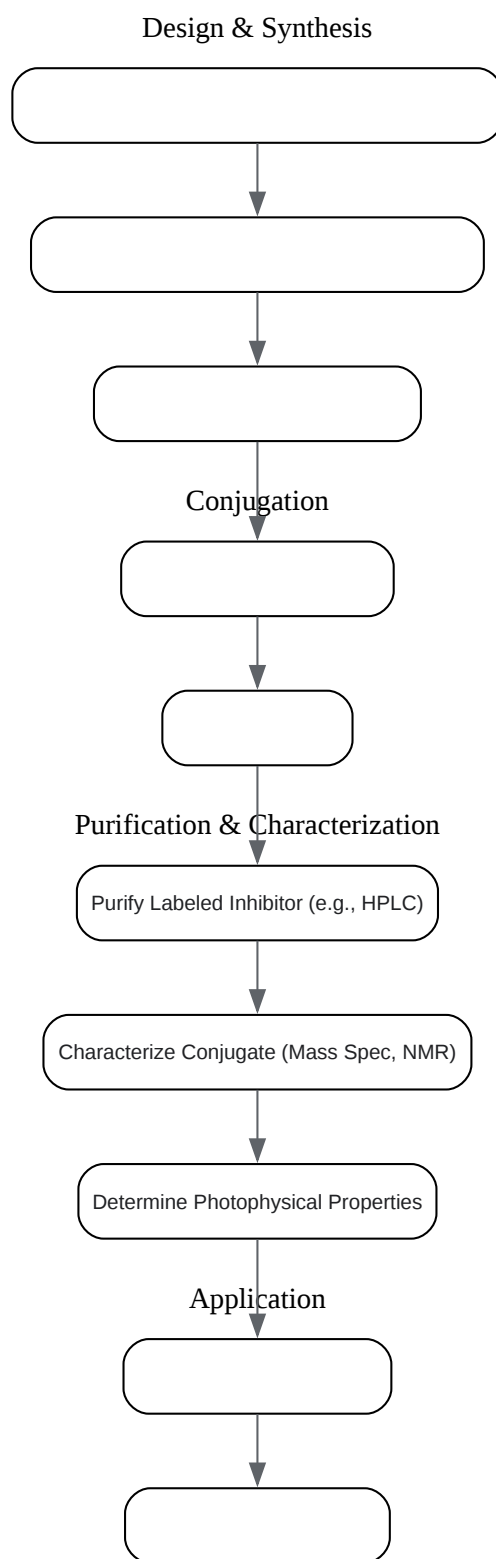 Design & Synthesis
Conjugation
Purification & Characterization
Purify Labeled Inhibitor (e.g., HPLC)
Characterize Conjugate (Mass Spec, NMR)
Determine Photophysical Properties
Application